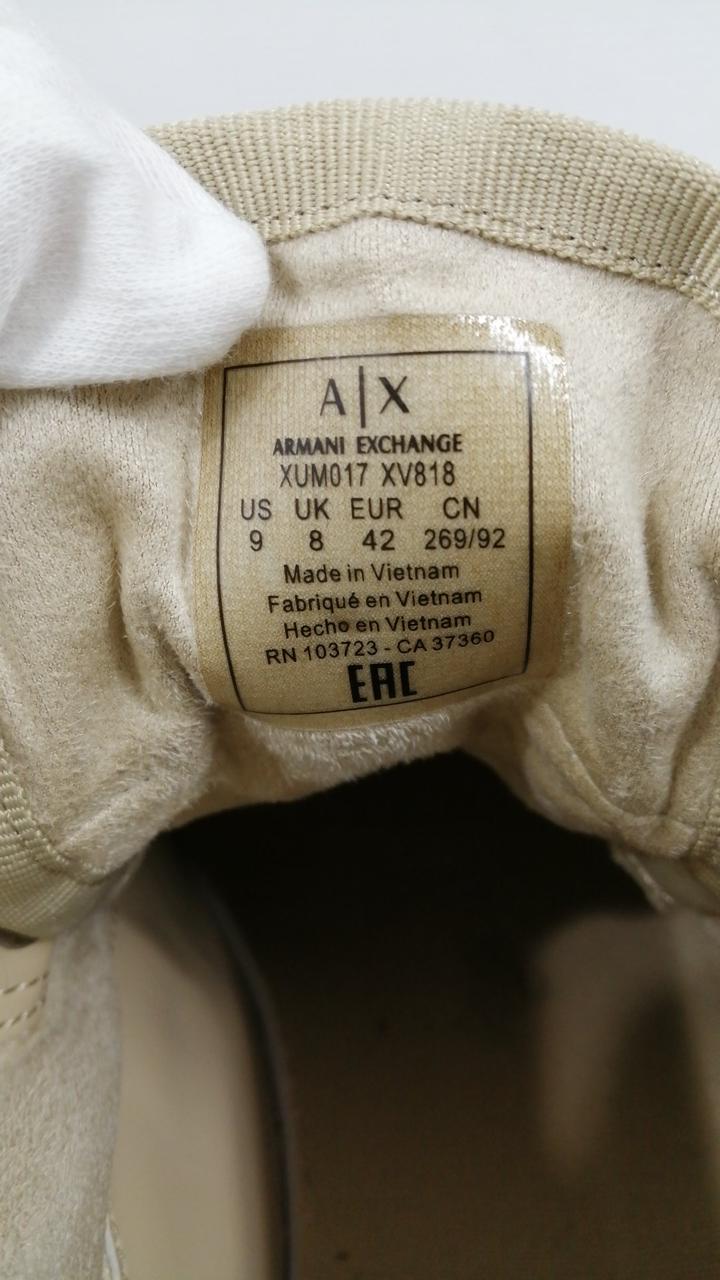 A|X
ARMANI EXCHANGE
XUM017 XV818
US UK EUR CN
9 8 42 269/92
Made in Vietnam
Fabriqué en Vietnam
Hecho en Vietnam
RN 103723 - CA 37360
EAC